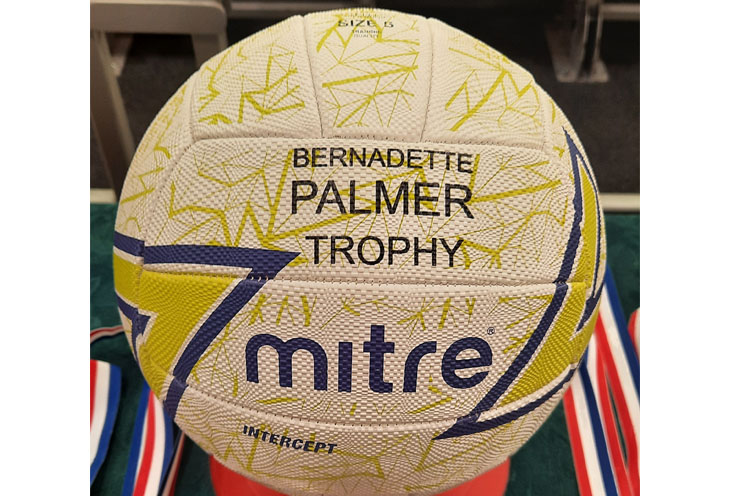 SIZE 5
BERNADETTE
PALMER
TROPHY
mitre®
INTERCEPT